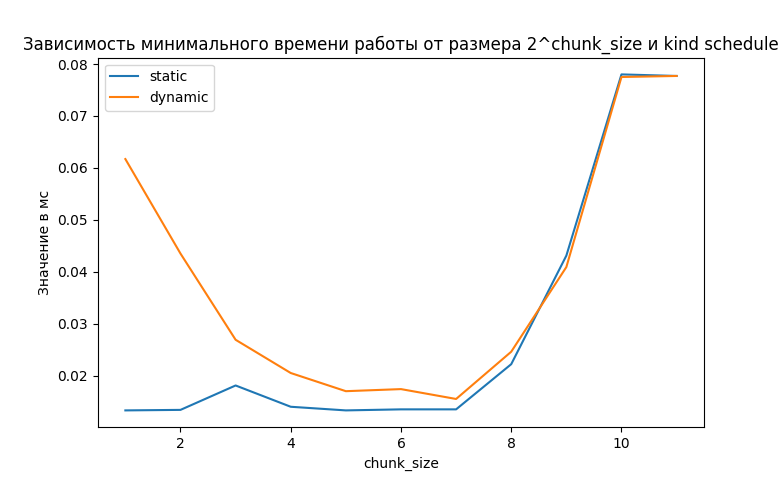 Зависимость минимального времени работы от размера 2^chunk_size и kind schedule
0.08
0.07
0.06
0.05
0.04
0.03
0.02
Значение в мс
static
dynamic
2
4
6
8
10
chunk_size